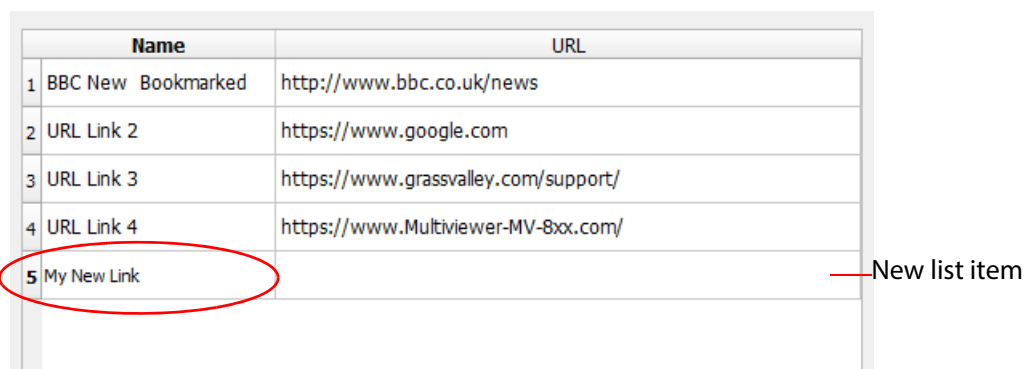 Name URL
1 BBC New Bookmarked http://www.bbc.co.uk/news
2 URL Link 2 https://www.google.com
3 URL Link 3 https://www.grassvalley.com/support/
4 URL Link 4 https://www.Multiviewer-MV-8xx.com/
5 My New Link New list item